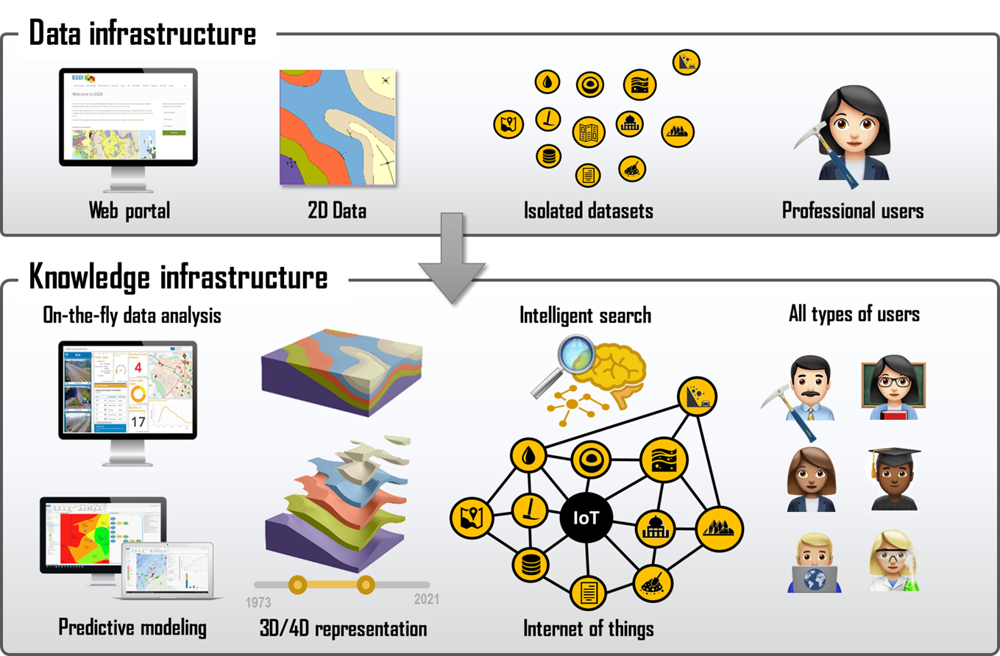 Data infrastructure
EGDI
Welcome to EGDI
Web portal
2D Data
Isolated datasets
Professional users
Knowledge infrastructure
On-the-fly data analysis
Intelligent search
All types of users
A14
4
17
IoT
1973
2021
Predictive modeling
3D/4D representation
Internet of things